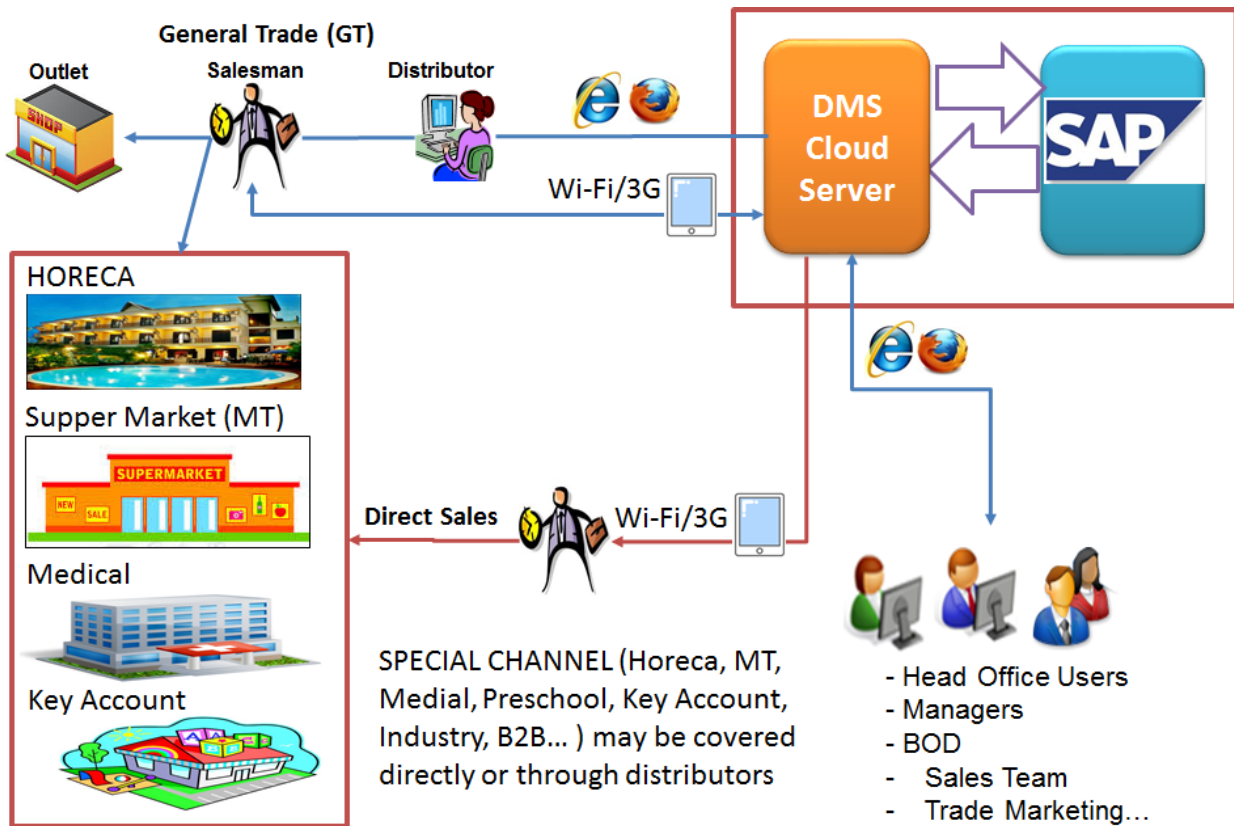 General Trade (GT)
Outlet
Salesman
Distributor
SHOP
DMS
Cloud
Server
SAP
Wi-Fi/3G
HORECA
Supper Market (MT)
SUPERMARKET
NEW
SALE
Direct Sales
Wi-Fi/3G
Medical
Key Account
SPECIAL CHANNEL (Horeca, MT,
Medial, Preschool, Key Account,
Industry, B2B... ) may be covered
directly or through distributors
- Head Office Users
- Managers
- BOD
- Sales Team
- Trade Marketing...